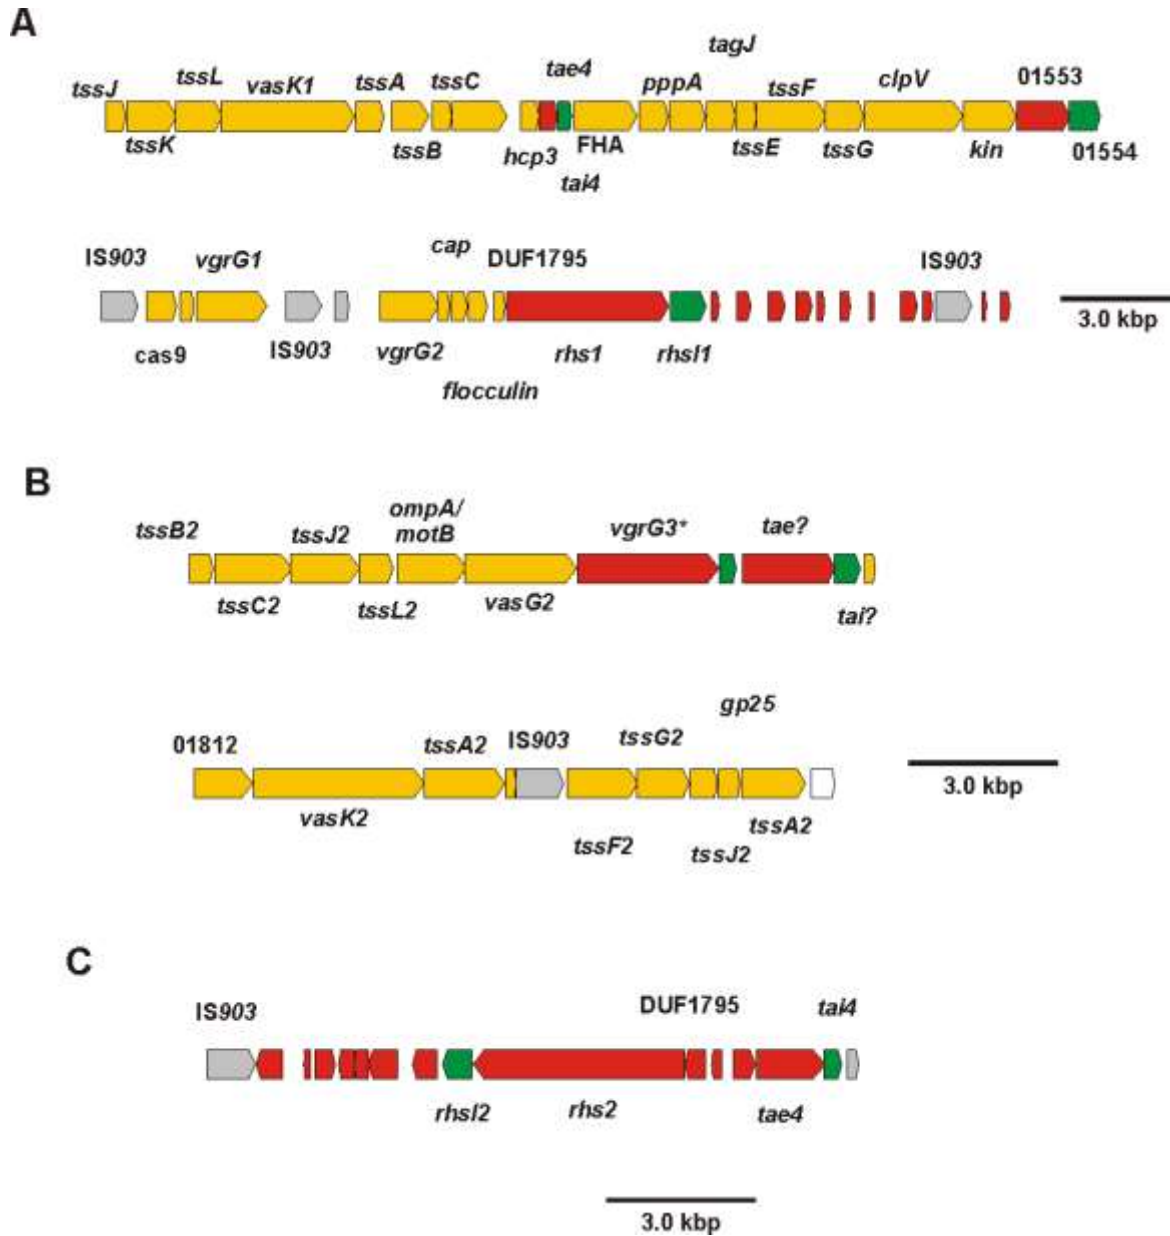 A
tagJ
tssJ tssL vasK1 tssA tssC tae4 pppA tssF clpV 01553
tssK tssB hcp3 FHA tssE tssG kin 01554
tai4
IS903 vgrG1 cap DUF1795 IS903
3.0 kbp
cas9 IS903 vgrG2 rhs1 rhsI1
flocculin
B
ompA/
tssB2 tssJ2 motB vgrG3* tae?
tssC2 tssL2 vasG2 tai?
gp25
01812 tssA2 IS903 tssG2
3.0 kbp
vasK2 tssF2 tssJ2 tssA2
C
IS903 DUF1795 tai4
rhsI2 rhs2 tae4
3.0 kbp